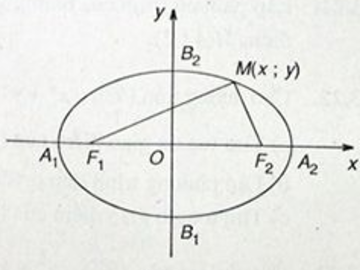 y
B₂
M(x ; y)
A₁ F₁ O F₂ A₂ x
B₁